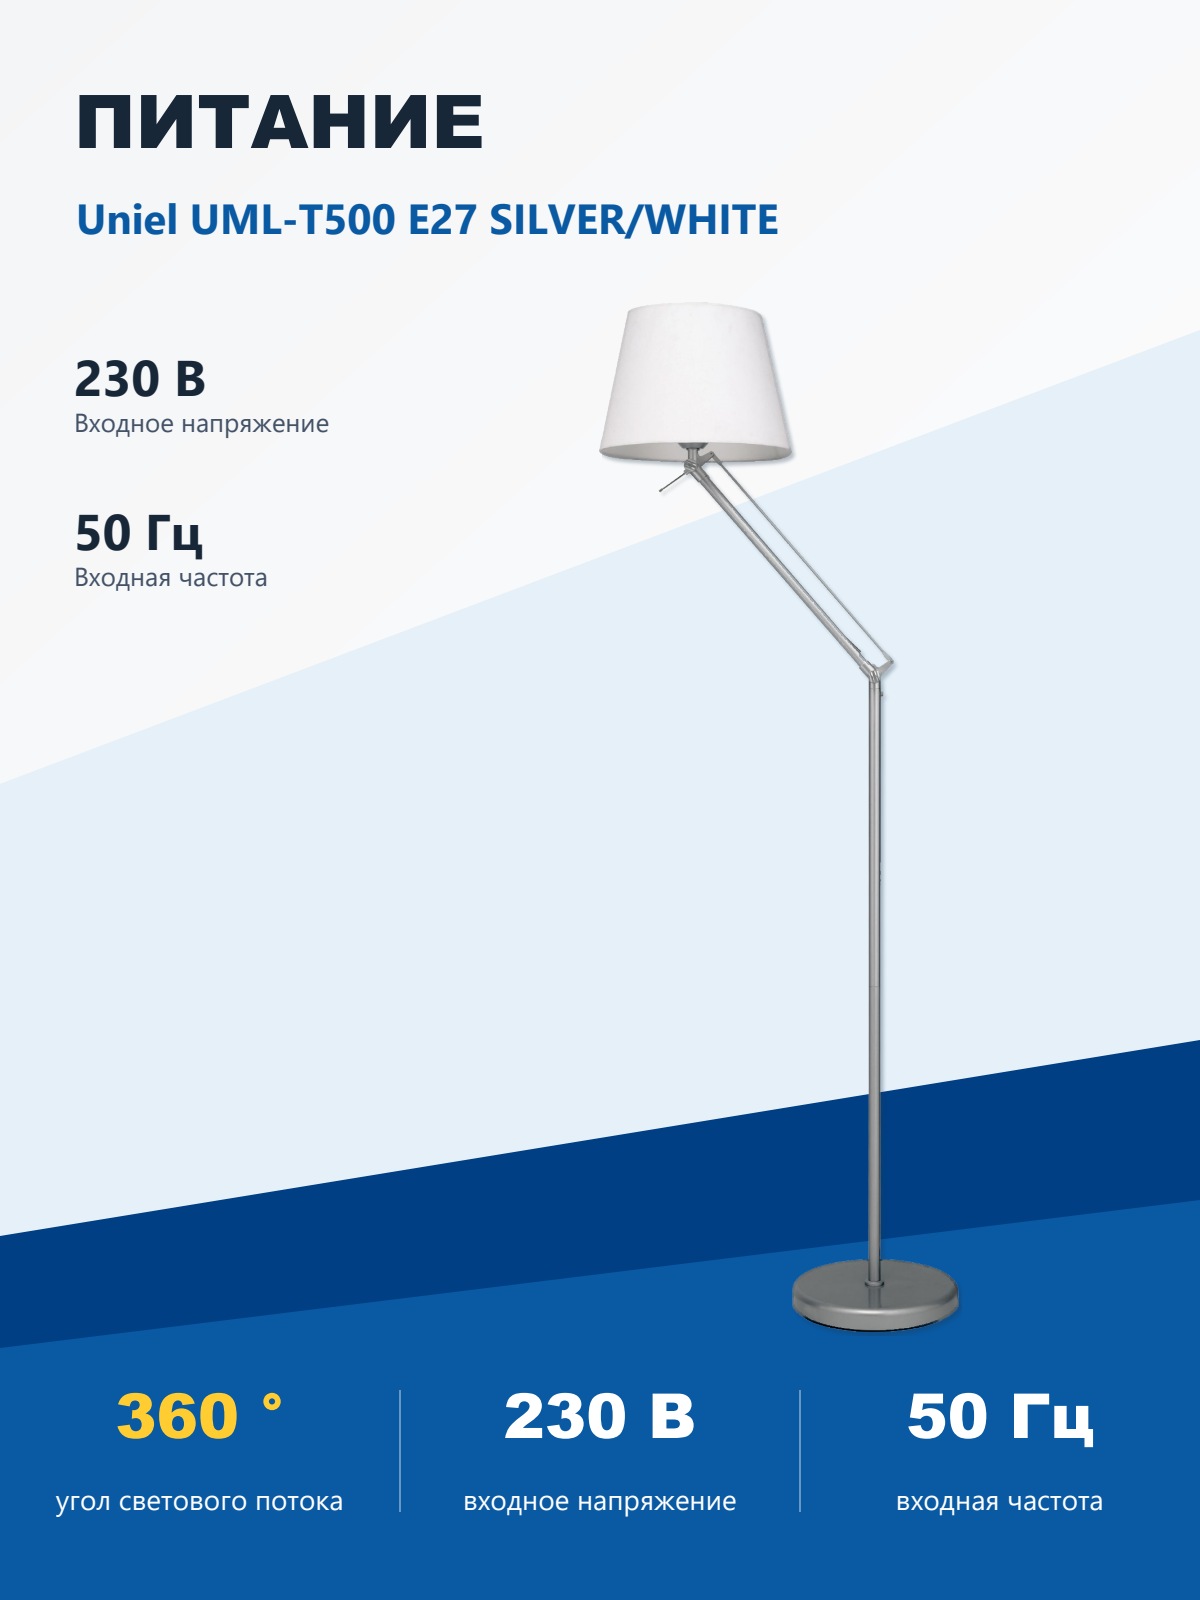 ПИТАНИЕ
Uniel UML-T500 E27 SILVER/WHITE
230 В
Входное напряжение
50 Гц
Входная частота
360 °
угол светового потока
230 В
входное напряжение
50 Гц
входная частота